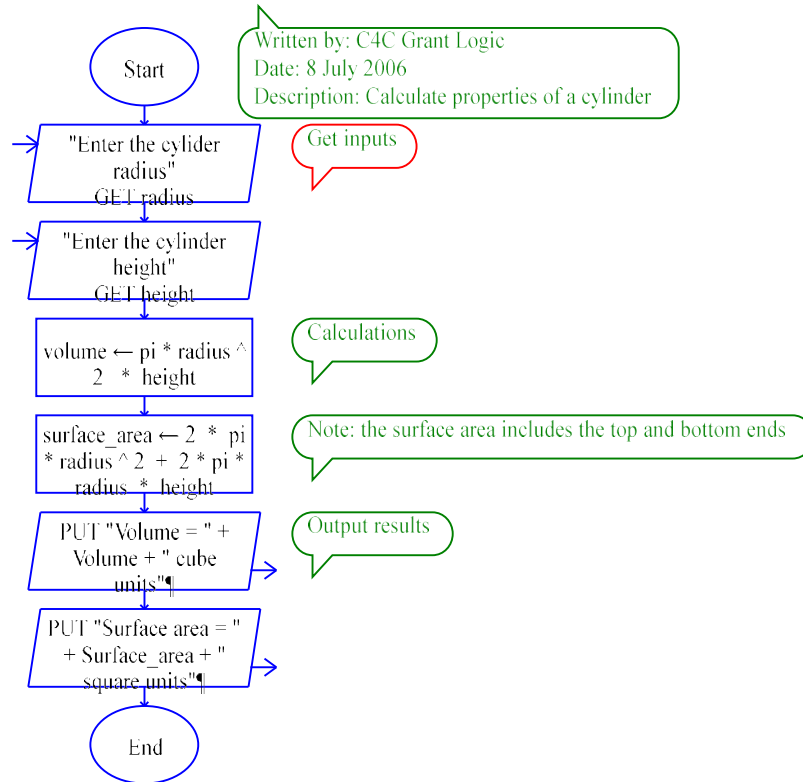 Written by: C4C Grant Logic
Date: 8 July 2006
Description: Calculate properties of a cylinder
Start
"Enter the cylider
radius"
GET radius
Get inputs
"Enter the cylinder
height"
GET height
volume ← pi * radius ^
2 * height
Calculations
surface_area ← 2 * pi
* radius ^ 2 + 2 * pi *
radius * height
Note: the surface area includes the top and bottom ends
PUT "Volume = " +
Volume + " cube
units"¶
Output results
PUT "Surface area = "
+ Surface_area + "
square units"¶
End